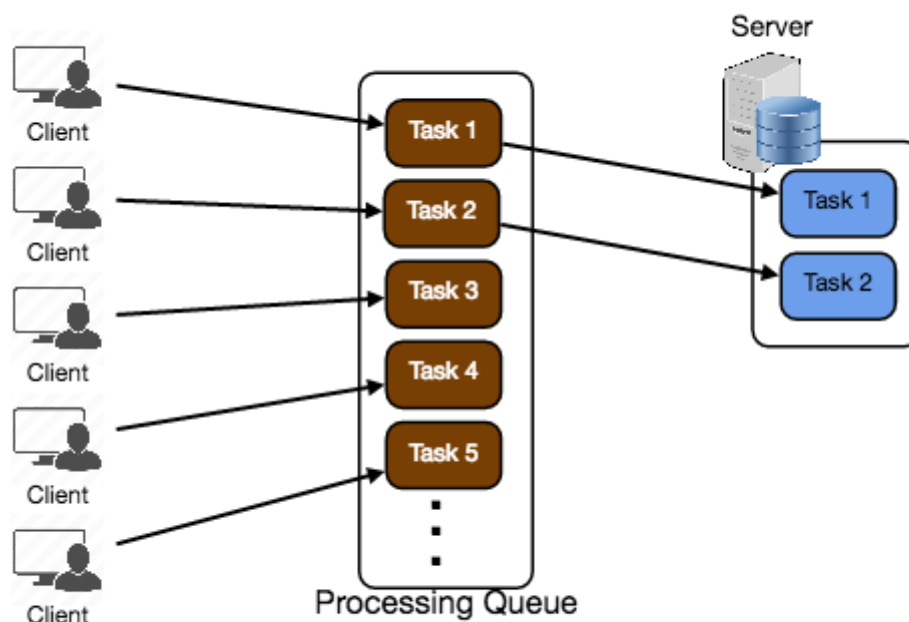 Server
Client
Client
Client
Client
Client
Task 1
Task 2
Task 3
Task 4
Task 5
Processing Queue
Task 1
Task 2